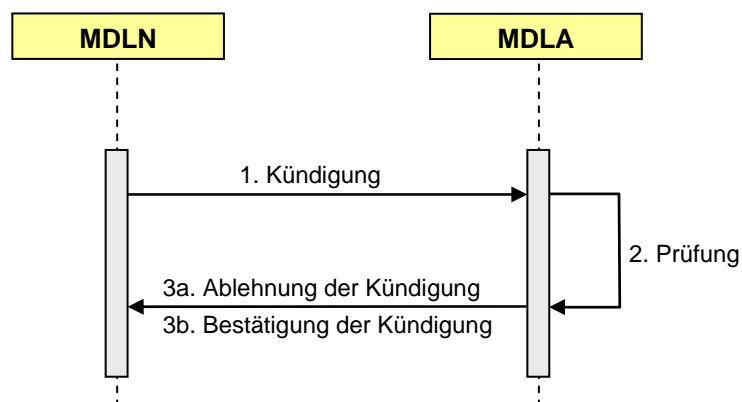 MDLN
MDLA
1. Kündigung
2. Prüfung
3a. Ablehnung der Kündigung
3b. Bestätigung der Kündigung